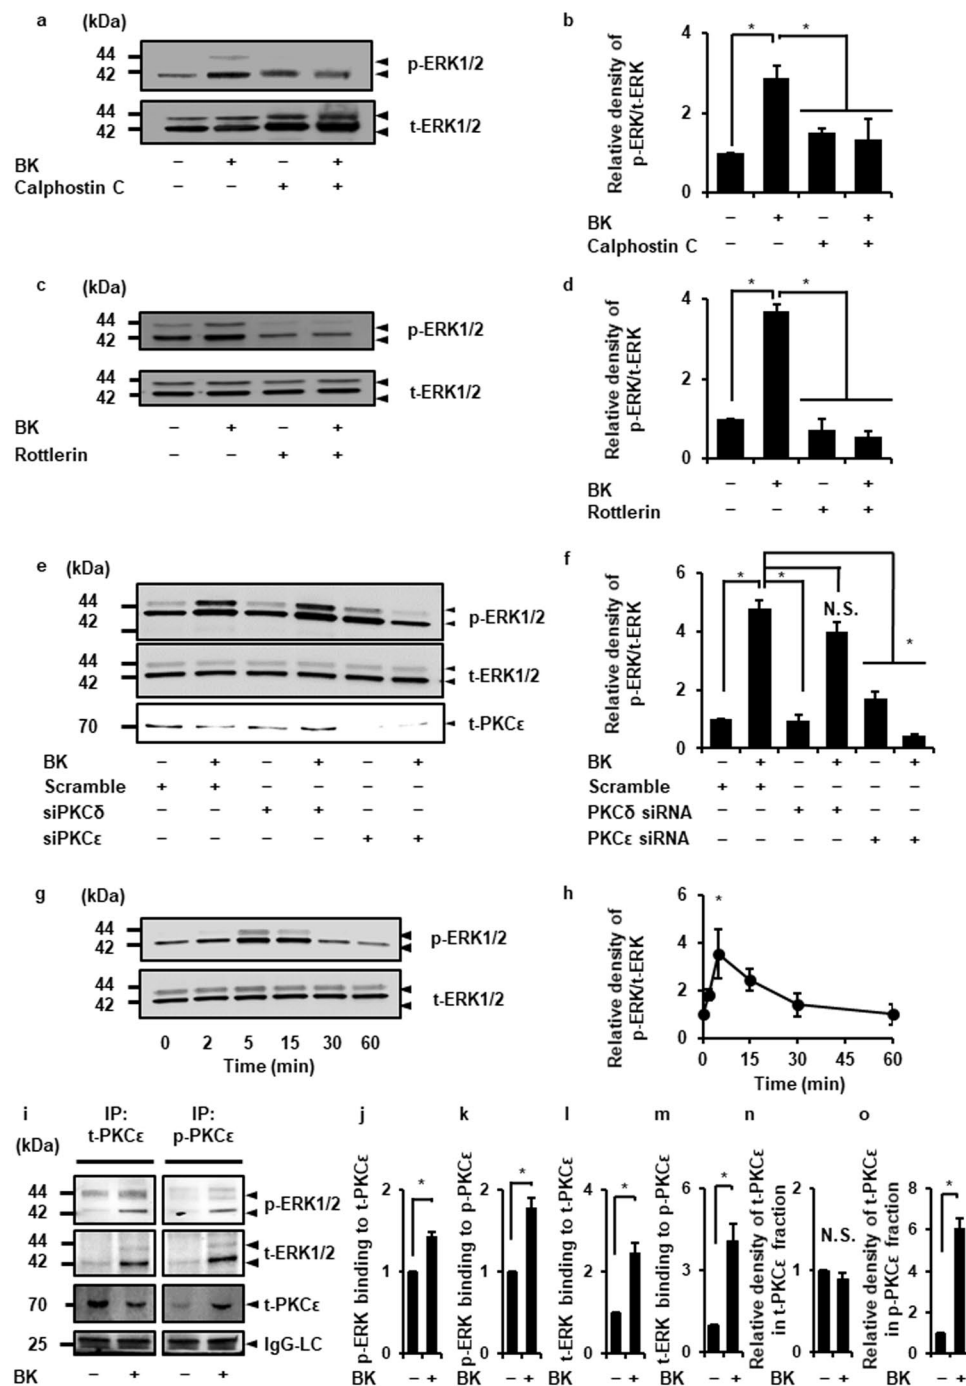 a (kDa)
44
42
p-ERK1/2
44
42
t-ERK1/2
BK – + – +
Calphostin C – – + +
b
Relative density of
p-ERK/t-ERK
4
2
0
* *
BK – + – +
Calphostin C – – + +
c (kDa)
44
42
p-ERK1/2
44
42
t-ERK1/2
BK – + – +
Rottlerin – – + +
d
Relative density of
p-ERK/t-ERK
4
2
0
* *
BK – + – +
Rottlerin – – + +
e (kDa)
44
42
p-ERK1/2
44
42
t-ERK1/2
70
t-PKCε
BK – + – + – +
Scramble + + – – – –
siPKCδ – – + + – –
siPKCε – – – – + +
f
Relative density of
p-ERK/t-ERK
6
4
2
0
* * N.S. *
BK – + – + – +
Scramble + + – – – –
PKCδ siRNA – – + + – –
PKCε siRNA – – – – + +
g (kDa)
44
42
p-ERK1/2
44
42
t-ERK1/2
0 2 5 15 30 60
Time (min)
h
Relative density of
p-ERK/t-ERK
6
4
2
0
*
0 15 30 45 60
Time (min)
i
(kDa)
IP:
t-PKCε
IP:
p-PKCε
44
42
p-ERK1/2
44
42
t-ERK1/2
70
t-PKCε
25
IgG-LC
BK – + – +
j
p-ERK binding to t-PKCε
2
1
0
*
BK – +
k
p-ERK binding to p-PKCε
2
1
0
*
BK – +
l
t-ERK binding to t-PKCε
4
2
0
*
BK – +
m
t-ERK binding to p-PKCε
6
3
0
*
BK – +
n
Relative density of t-PKCε
in t-PKCε fraction
2
1
0
N.S.
BK – +
o
Relative density of t-PKCε
in p-PKCε fraction
8
6
4
2
0
*
BK – +